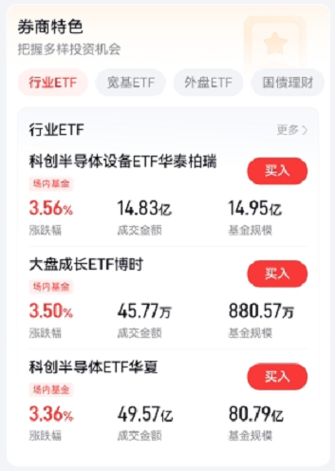 券商特色
把握多样投资机会
行业ETF 宽基ETF 外盘ETF 国债理财
行业ETF 更多 >
科创半导体设备ETF华泰柏瑞
买入
场内基金
3.56% 14.83亿 14.95亿
涨跌幅 成交金额 基金规模
大盘成长ETF博时
买入
场内基金
3.50% 45.77万 880.57万
涨跌幅 成交金额 基金规模
科创半导体ETF华夏
买入
场内基金
3.36% 49.57亿 80.79亿
涨跌幅 成交金额 基金规模